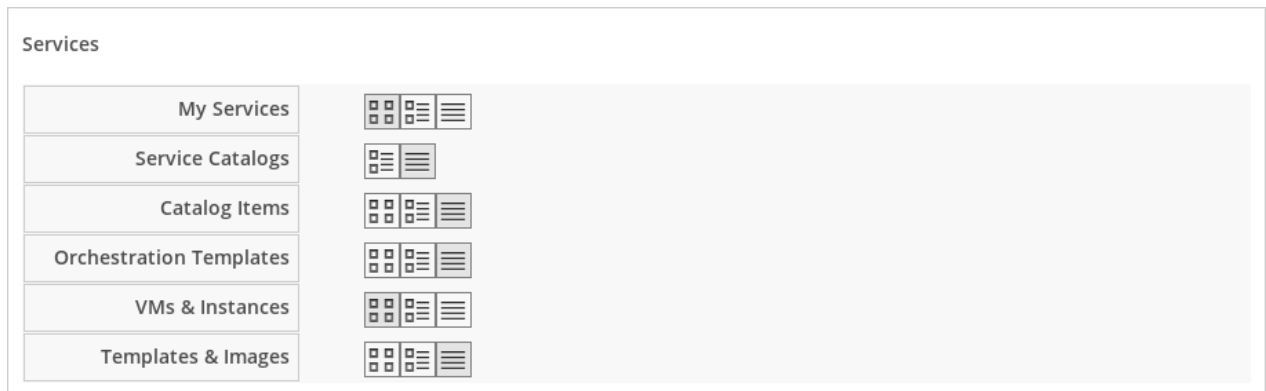 Services
My Services
Service Catalogs
Catalog Items
Orchestration Templates
VMs & Instances
Templates & Images